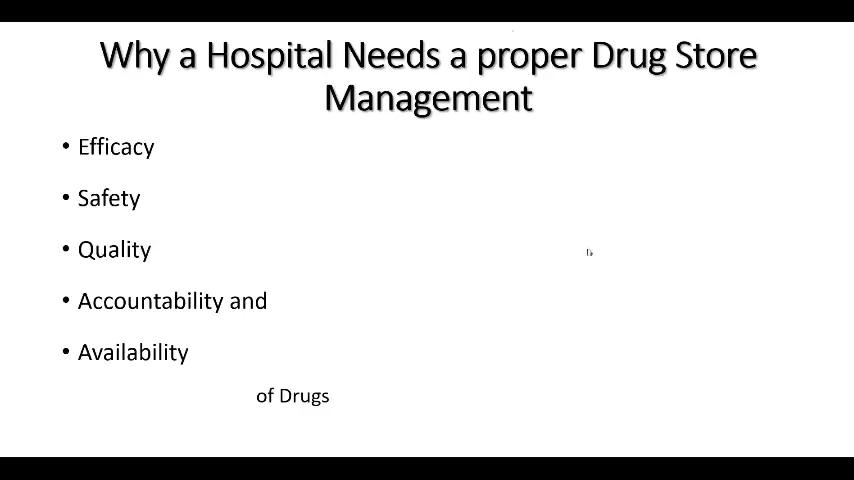 Why a Hospital Needs a proper Drug Store
Management
• Efficacy
• Safety
• Quality
• Accountability and
• Availability
of Drugs